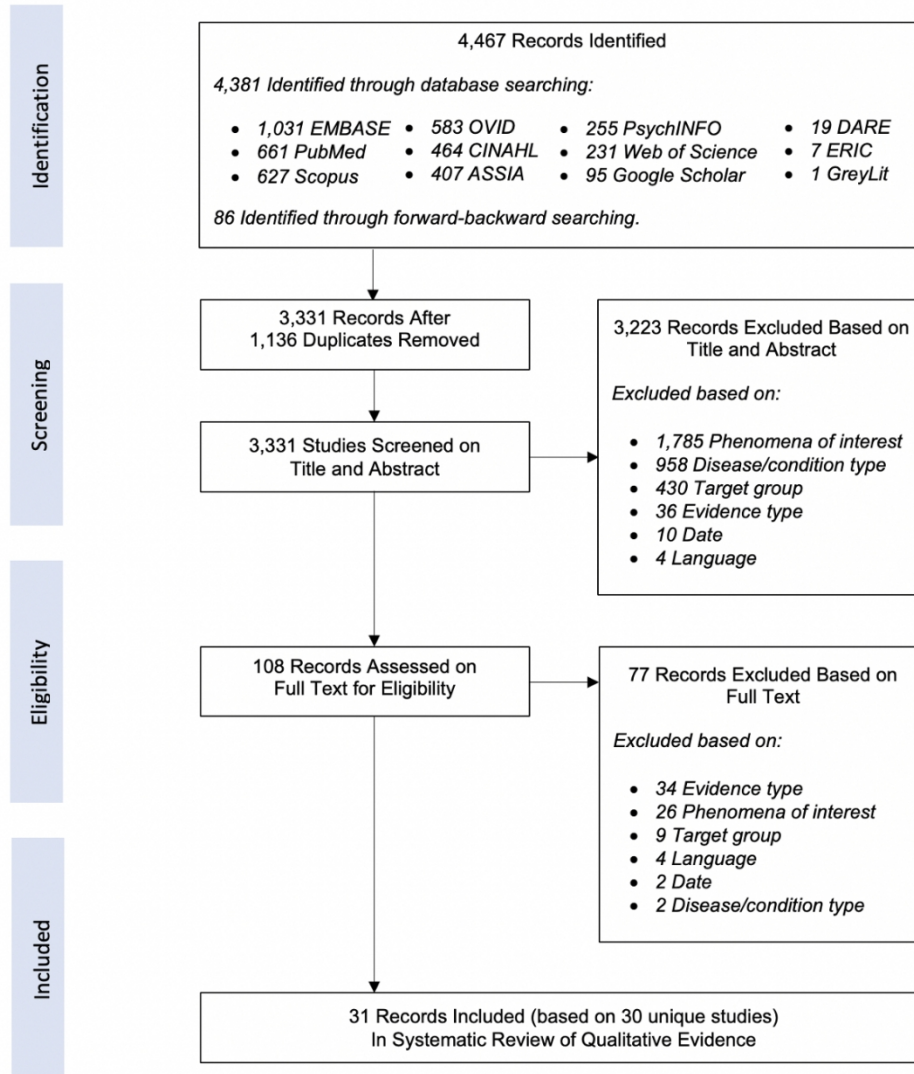 Identification
4,467 Records Identified
4,381 Identified through database searching:
• 1,031 EMBASE
• 661 PubMed
• 627 Scopus
• 583 OVID
• 464 CINAHL
• 407 ASSIA
• 255 PsychINFO
• 231 Web of Science
• 95 Google Scholar
• 19 DARE
• 7 ERIC
• 1 GreyLit
86 Identified through forward-backward searching.
Screening
3,331 Records After
1,136 Duplicates Removed
3,331 Studies Screened on
Title and Abstract
3,223 Records Excluded Based on
Title and Abstract
Excluded based on:
• 1,785 Phenomena of interest
• 958 Disease/condition type
• 430 Target group
• 36 Evidence type
• 10 Date
• 4 Language
Eligibility
108 Records Assessed on
Full Text for Eligibility
77 Records Excluded Based on
Full Text
Excluded based on:
• 34 Evidence type
• 26 Phenomena of interest
• 9 Target group
• 4 Language
• 2 Date
• 2 Disease/condition type
Included
31 Records Included (based on 30 unique studies)
In Systematic Review of Qualitative Evidence